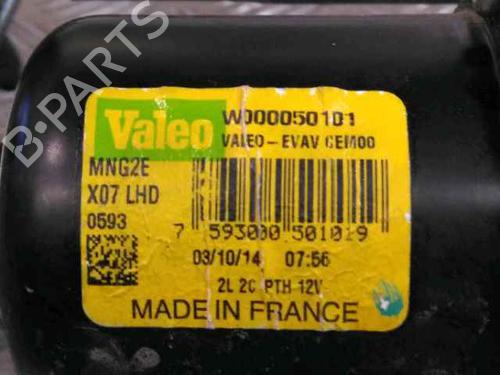 B-PARTS
Valeo
W000050101
VALEO-EVAV CEM00
MNG2E
X07 LHD
0593
7 593000 501019
03/10/14 07:56
2L 2C PTH 12V
MADE IN FRANCE